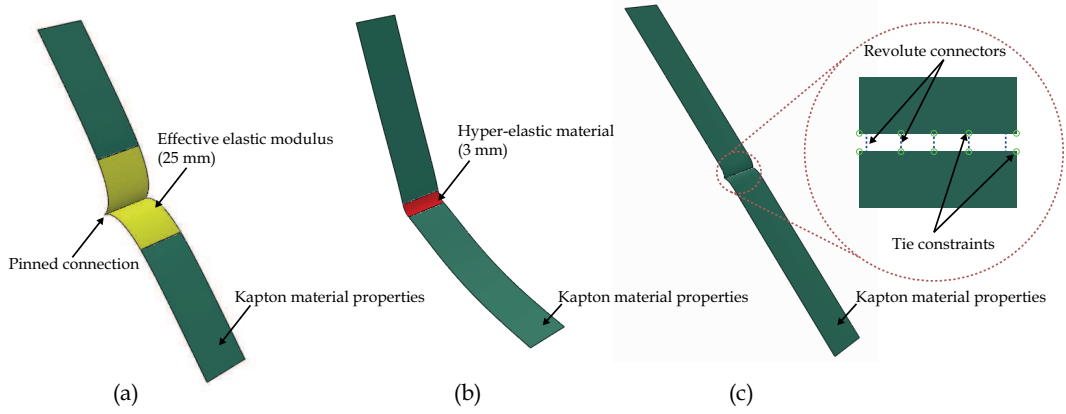 Effective elastic modulus
(25 mm)
Pinned connection
Kapton material properties
(a)
Hyper-elastic material
(3 mm)
Kapton material properties
(b)
Revolute connectors
Tie constraints
Kapton material properties
(c)